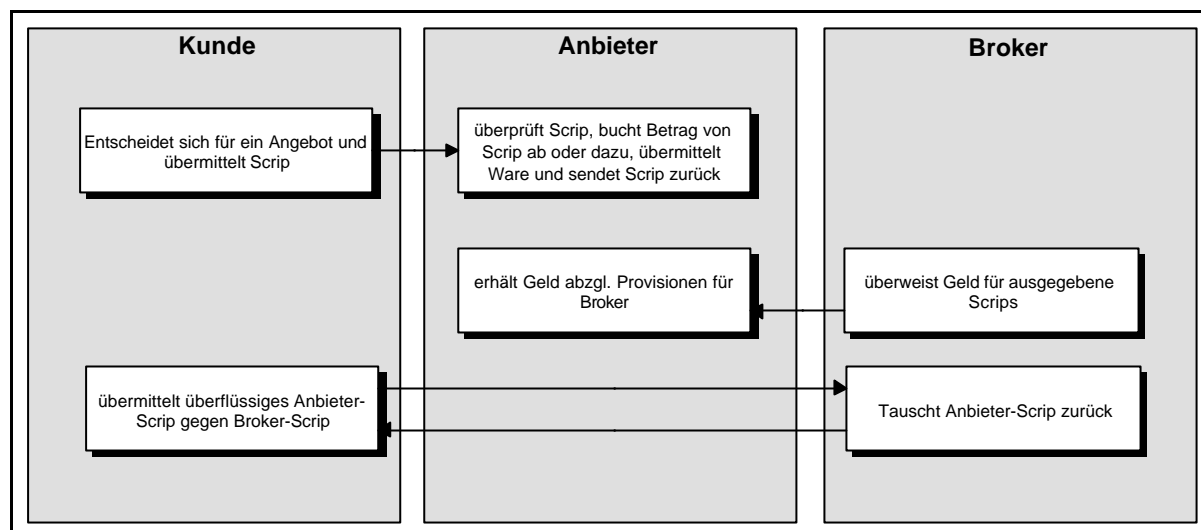 Kunde
Anbieter
Broker
Entscheidet sich für ein Angebot und
übermittelt Scrip
überprüft Scrip, bucht Betrag von
Scrip ab oder dazu, übermittelt
Ware und sendet Scrip zurück
erhält Geld abzgl. Provisionen für
Broker
überweist Geld für ausgegebene
Scrips
übermittelt überflüssiges Anbieter-
Scrip gegen Broker-Scrip
Tauscht Anbieter-Scrip zurück